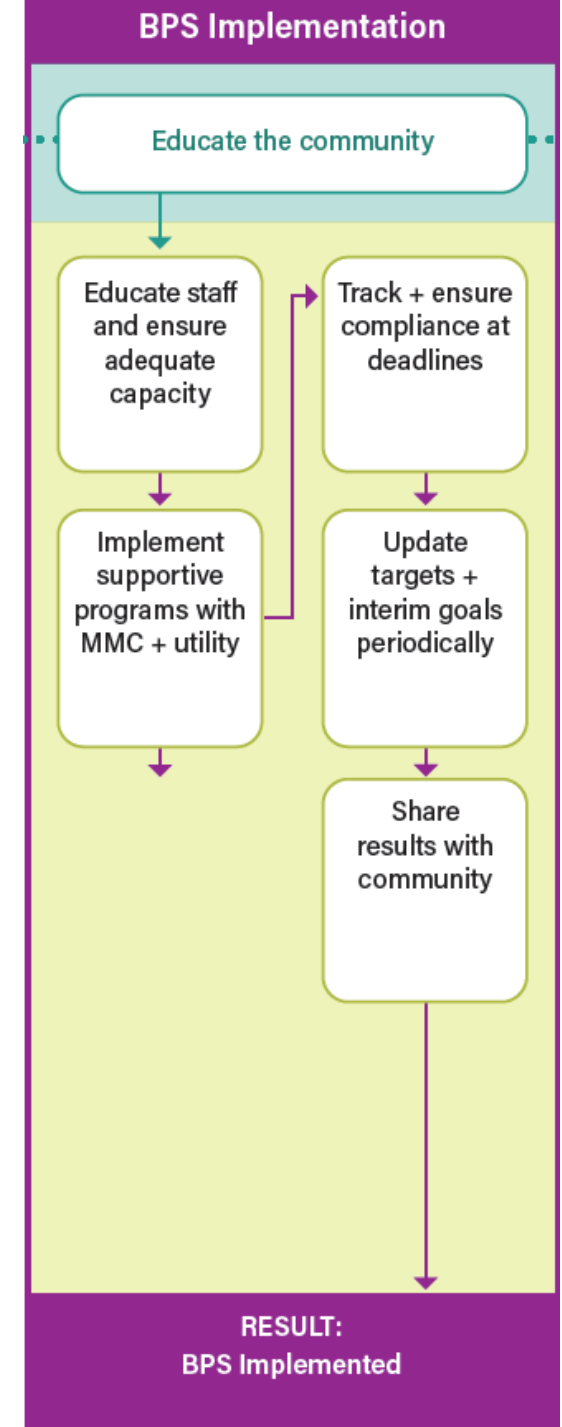 BPS Implementation
Educate the community
Educate staff
and ensure
adequate
capacity
Implement
supportive
programs with
MMC + utility
Track + ensure
compliance at
deadlines
Update
targets +
interim goals
periodically
Share
results with
community
RESULT:
BPS Implemented